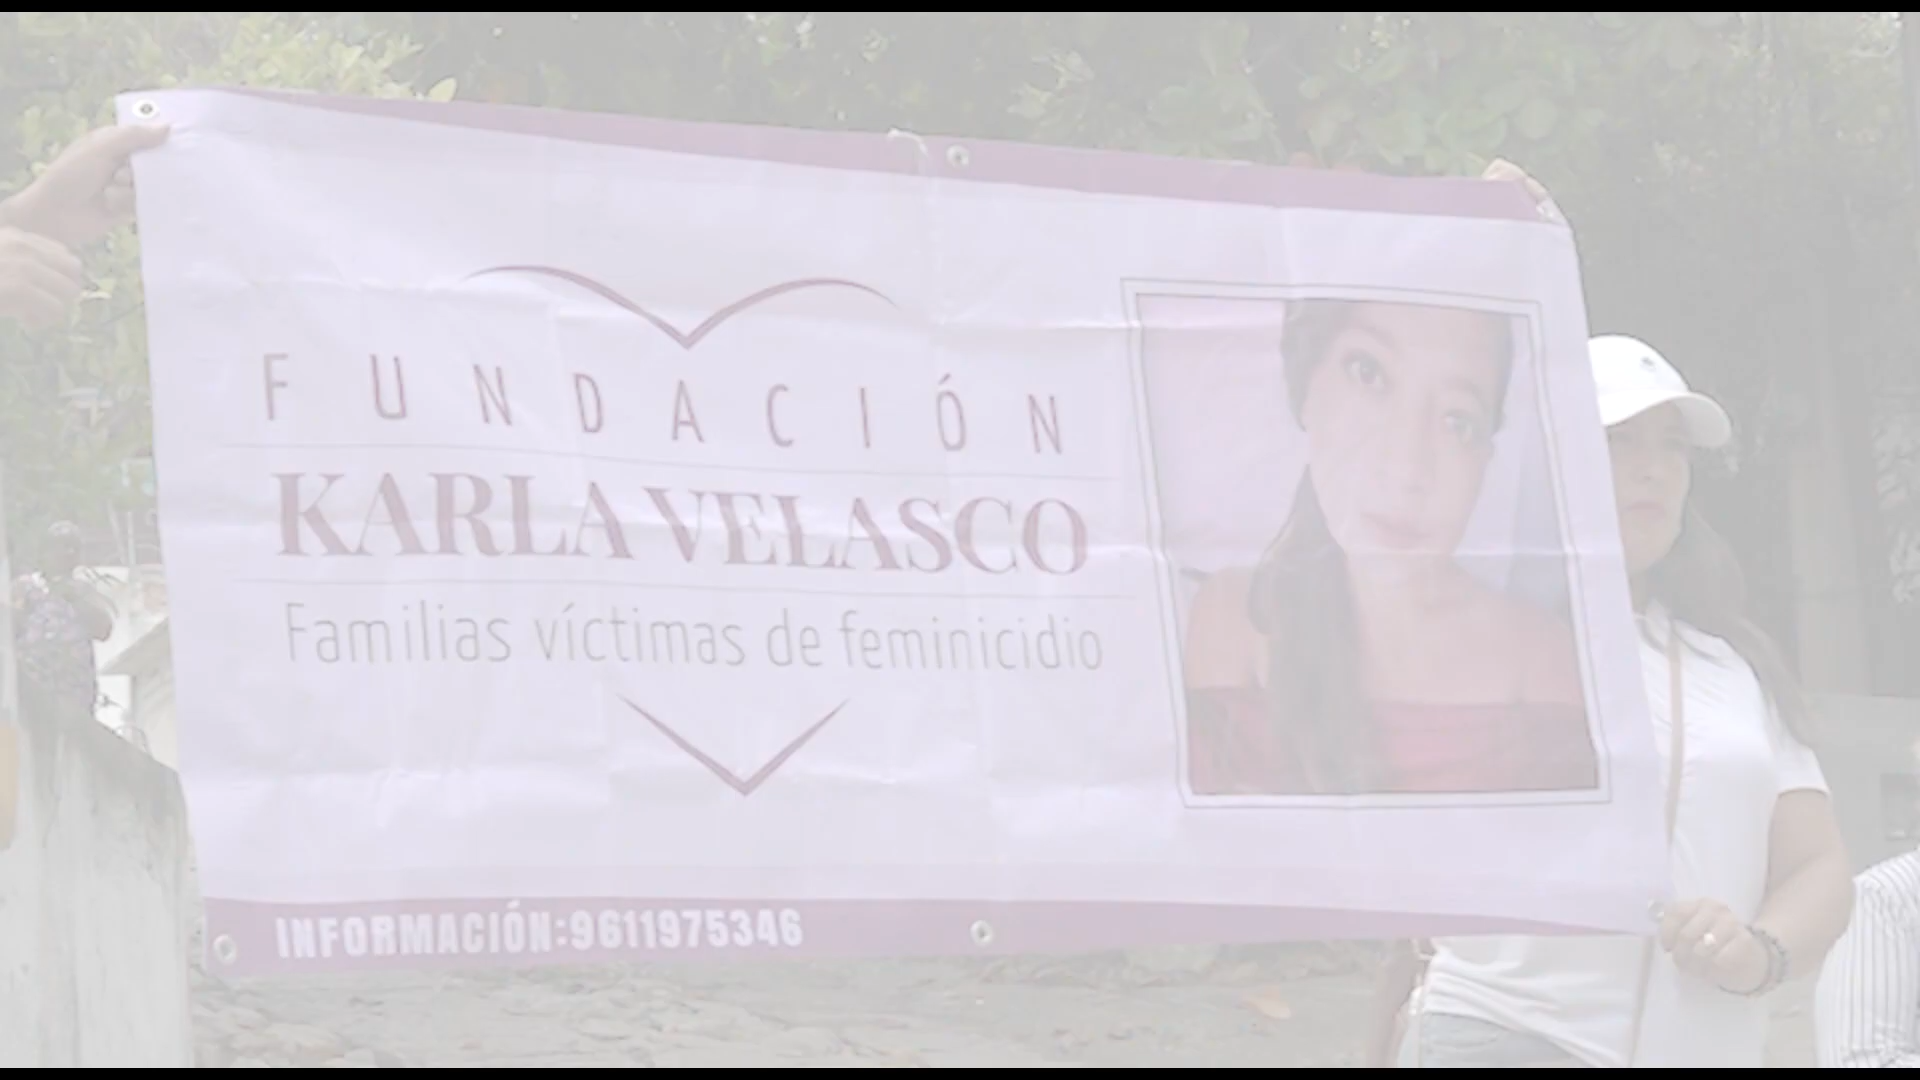 FUNDACIÓN
KARLA VELASCO
Familias víctimas de feminicidio
INFORMACIÓN:9611975346